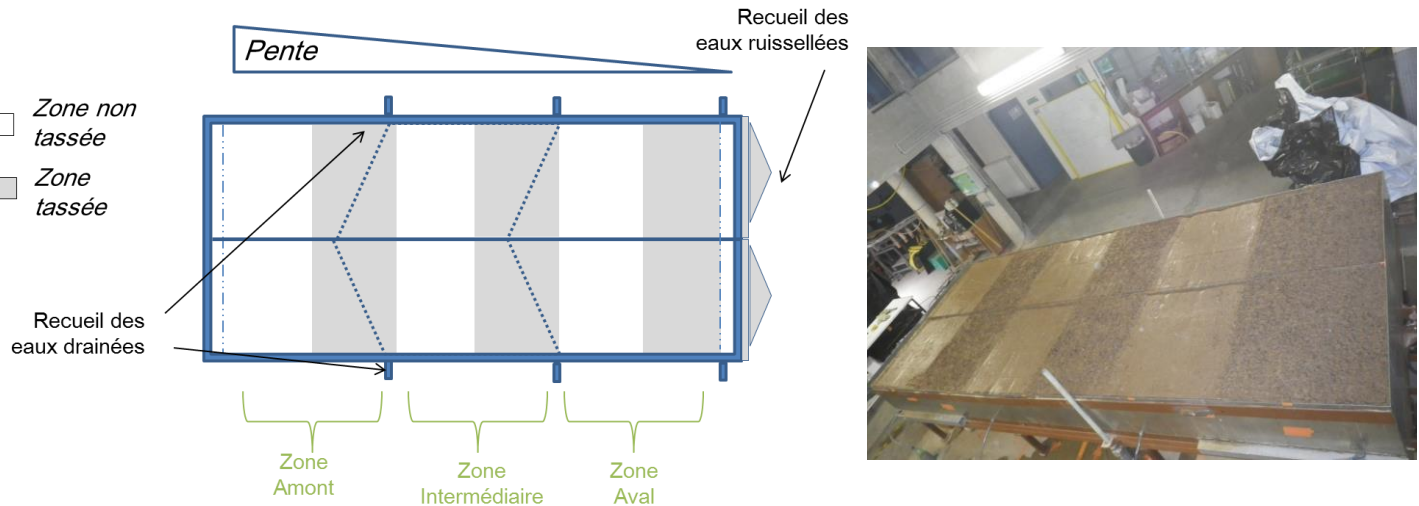 Pente
Recueil des
eaux ruissellées
Zone non
tassée
Zone
tassée
Recueil des
eaux drainées
Zone
Amont
Zone
Intermédiaire
Zone
Aval